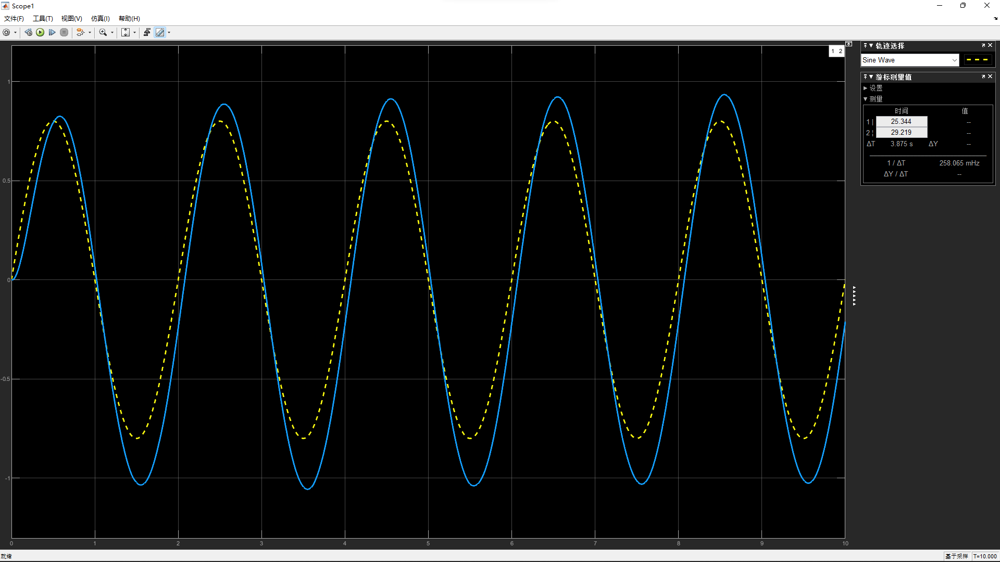 Scope1
文件(F) 工具(T) 视图(V) 仿真(I) 帮助(H)
1 2
轨迹选择
Sine Wave
游标测量值
设置
测量
时间 值
1 | 25.344 --
2 ¦ 29.219 --
ΔT 3.875 s ΔY --
1 / ΔT 258.065 mHz
ΔY / ΔT --
1
0.5
0
-0.5
-1
0 1 2 3 4 5 6 7 8 9 10
就绪 基于采样 T=10.000